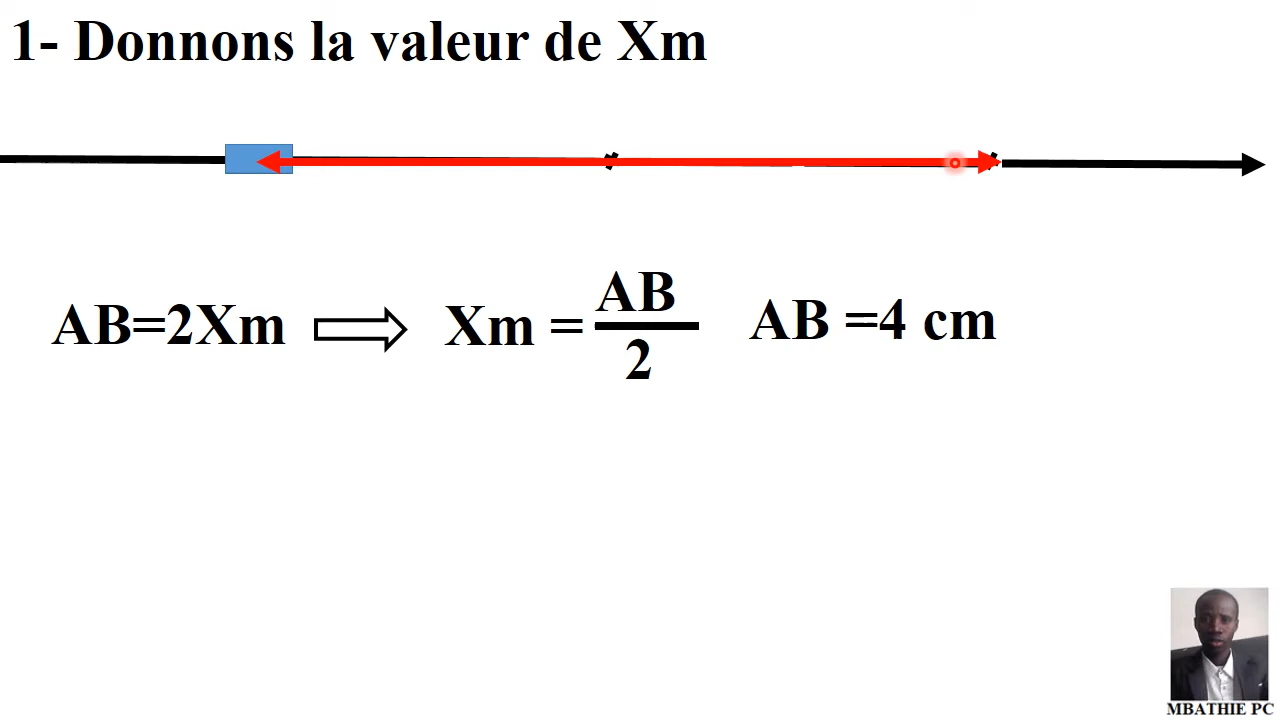 1- Donnons la valeur de Xm
AB=2Xm ⇨ Xm = AB/2 AB =4 cm
MBATHIE PC